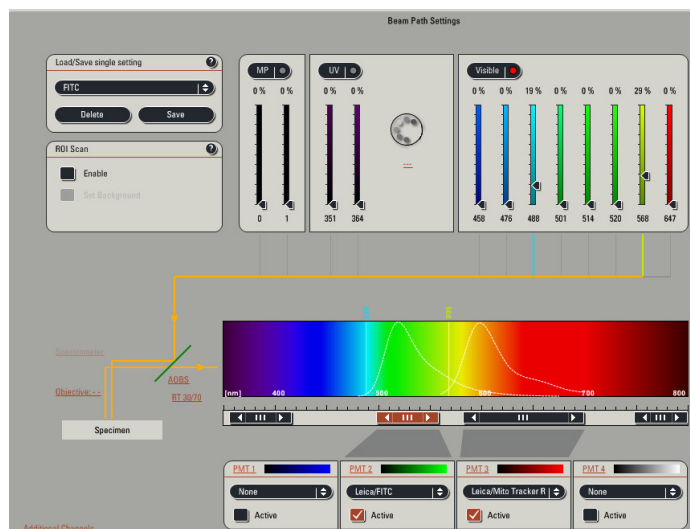 Beam Path Settings
Load/Save single setting ?
FITC
Delete Save
ROI Scan ?
Enable
Set Background
MP
0 % 0 %
0 1
UV
0 % 0 %
351 364
---
Visible
0 % 0 % 19 % 0 % 0 % 0 % 29 % 0 %
458 476 488 501 514 520 568 647
Spectrometer
Objective: - -
AOBS
RT 30/70
Specimen
[nm] 400 500 600 700 800
PMT 1
None
Active
PMT 2
Leica/FITC
Active
PMT 3
Leica/Mito Tracker R
Active
PMT 4
None
Active
Additional Channels